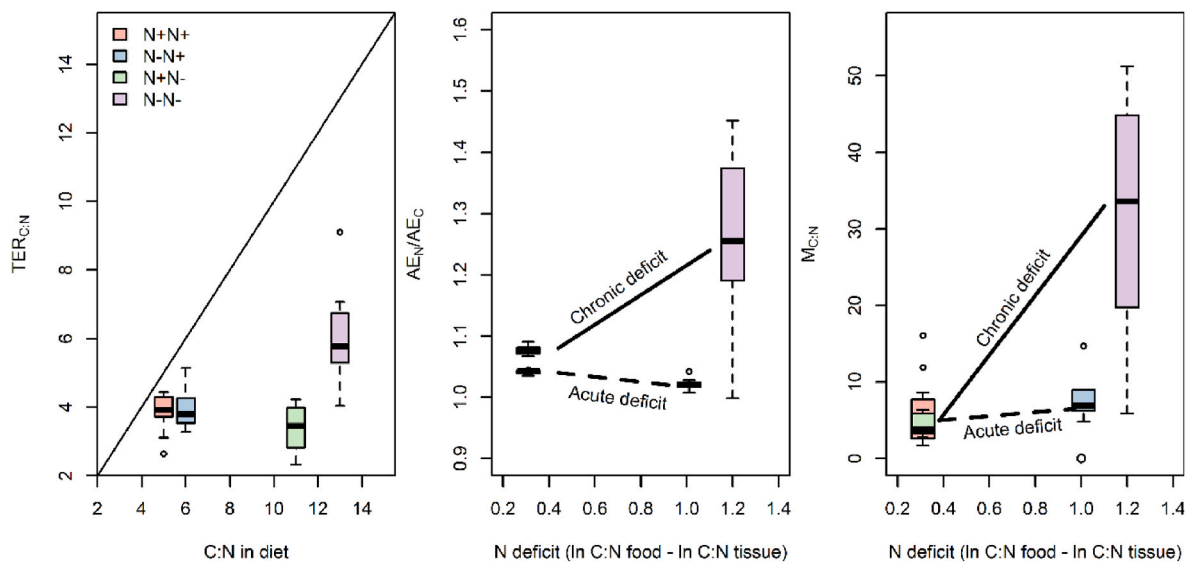 N+N+
N-N+
N+N-
N-N-
TER_C:N
2
4
6
8
10
12
14
2 4 6 8 10 12 14
C:N in diet
AE_N/AE_C
0.9
1.0
1.1
1.2
1.3
1.4
1.5
1.6
Chronic deficit
Acute deficit
0.2 0.4 0.6 0.8 1.0 1.2 1.4
N deficit (ln C:N food - ln C:N tissue)
M_C:N
0
10
20
30
40
50
Chronic deficit
Acute deficit
0.2 0.4 0.6 0.8 1.0 1.2 1.4
N deficit (ln C:N food - ln C:N tissue)